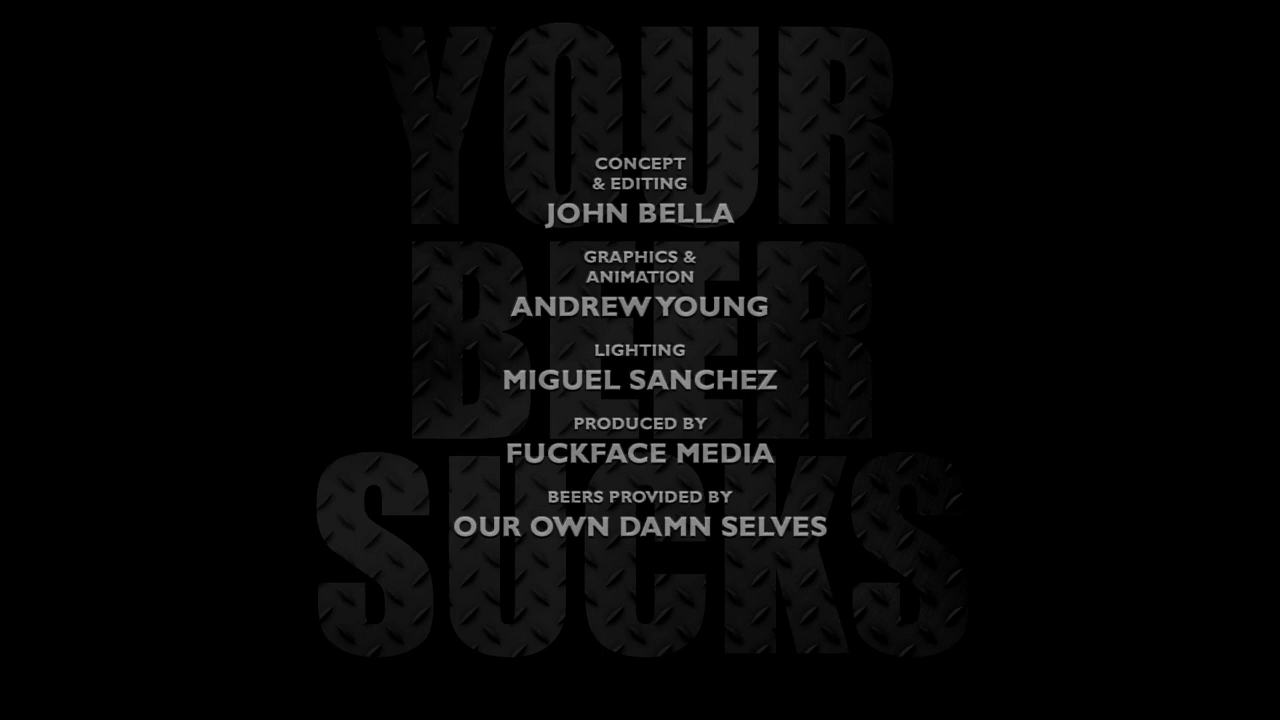 YOUR
BEER
SUCKS
CONCEPT
& EDITING
JOHN BELLA
GRAPHICS &
ANIMATION
ANDREW YOUNG
LIGHTING
MIGUEL SANCHEZ
PRODUCED BY
FUCKFACE MEDIA
BEERS PROVIDED BY
OUR OWN DAMN SELVES